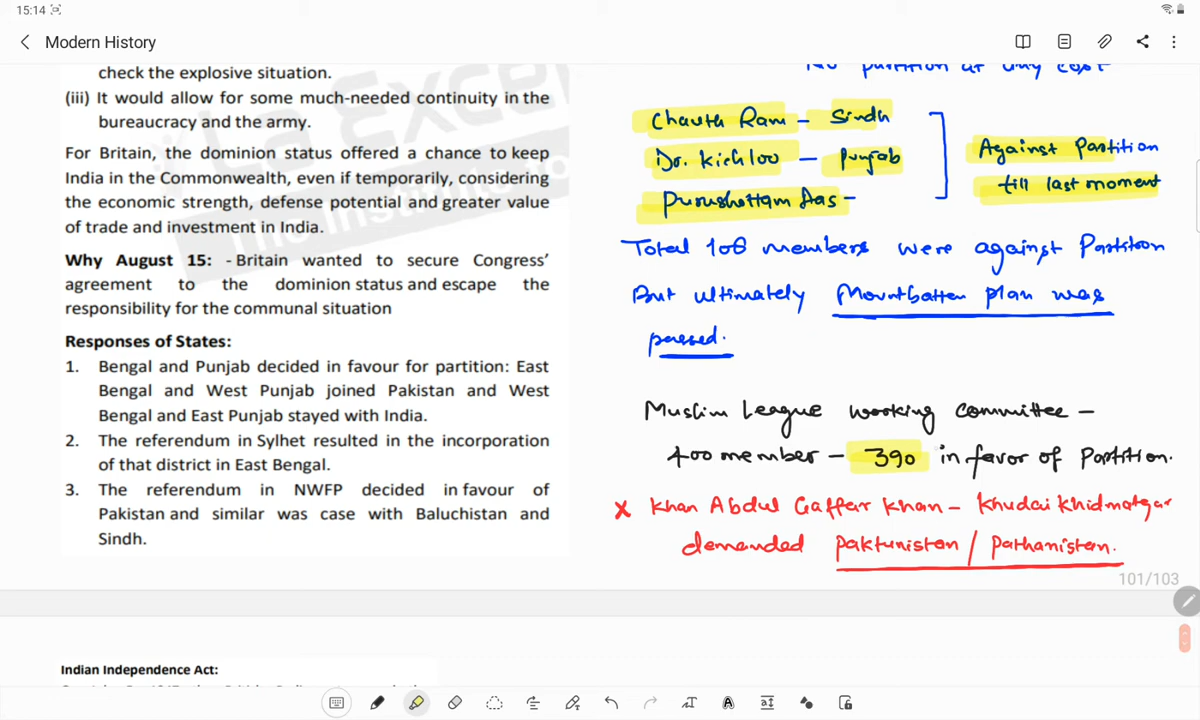 15:14
Modern History
check the explosive situation.
(iii) It would allow for some much-needed continuity in the
bureaucracy and the army.
For Britain, the dominion status offered a chance to keep
India in the Commonwealth, even if temporarily, considering
the economic strength, defense potential and greater value
of trade and investment in India.
Why August 15: - Britain wanted to secure Congress'
agreement to the dominion status and escape the
responsibility for the communal situation
Responses of States:
1. Bengal and Punjab decided in favour for partition: East
Bengal and West Punjab joined Pakistan and West
Bengal and East Punjab stayed with India.
2. The referendum in Sylhet resulted in the incorporation
of that district in East Bengal.
3. The referendum in NWFP decided in favour of
Pakistan and similar was case with Baluchistan and
Sindh.
No partition at any cost
Chauth Ram - Sindh
Dr. Kichloo - Punjab
Purushottam das -
Against Partition
till last moment
Total 106 members were against Partition
But ultimately Mountbatten plan was
passed.
Muslim League working committee -
400 member - 390 in favor of Partition.
x Khan Abdul Gaffar Khan - Khudai Khidmatgar
demanded Paktunistan / Pathanistan.
101/103
Indian Independence Act: